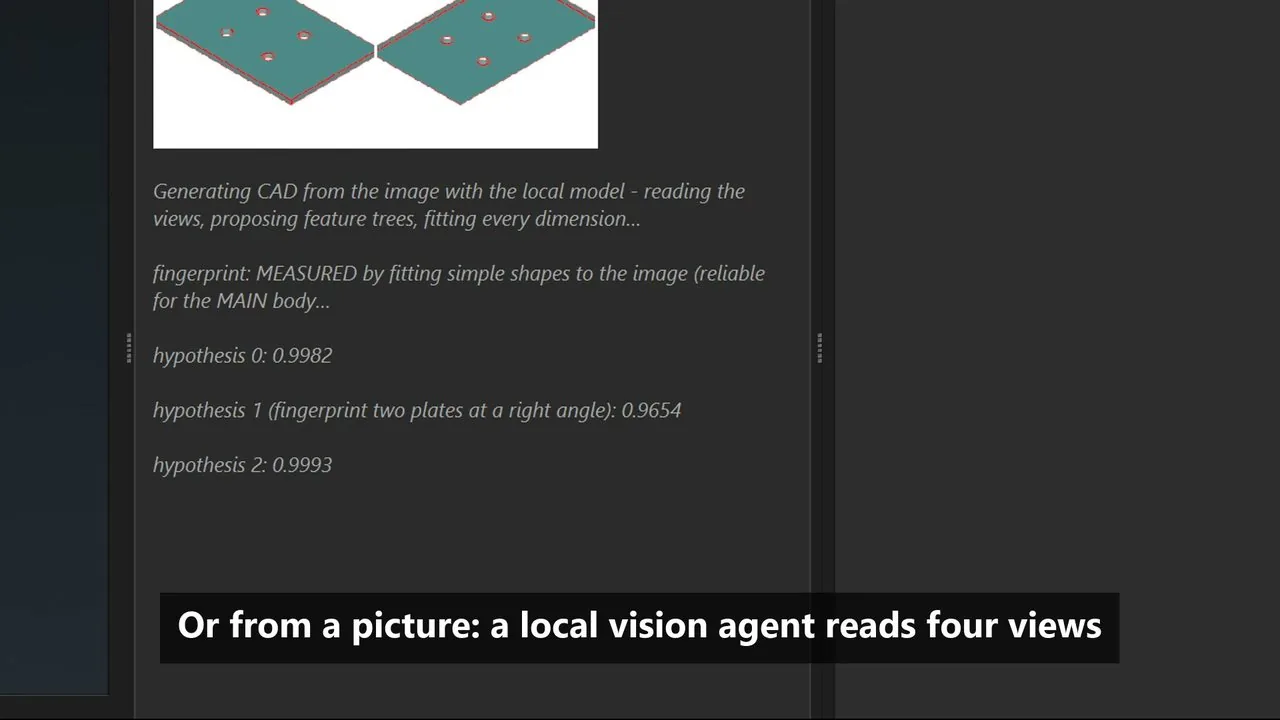 Generating CAD from the image with the local model - reading the
views, proposing feature trees, fitting every dimension...
fingerprint: MEASURED by fitting simple shapes to the image (reliable
for the MAIN body...
hypothesis 0: 0.9982
hypothesis 1 (fingerprint two plates at a right angle): 0.9654
hypothesis 2: 0.9993
Or from a picture: a local vision agent reads four views